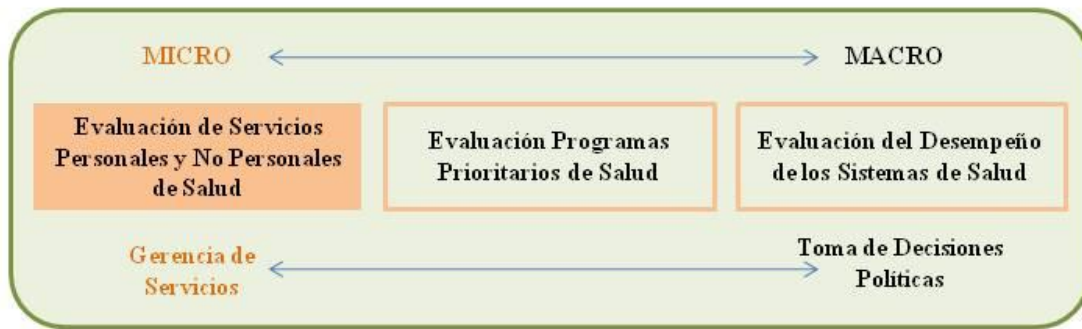 MICRO
MACRO
Evaluación de Servicios
Personales y No Personales
de Salud
Evaluación Programas
Prioritarios de Salud
Evaluación del Desempeño
de los Sistemas de Salud
Gerencia de
Servicios
Toma de Decisiones
Políticas